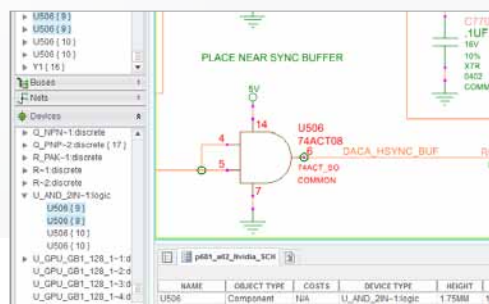 U506 { 9 }
U506 { 9 }
U506 { 10 }
U506 { 10 }
Y1 { 16 }
Buses
Nets
Devices
Q_NPN~1:discrete
Q_PNP~2:discrete { 17 }
R_PAK~1:discrete
R~1:discrete
R~2:discrete
U_AND_2IN~1:logic
U506 { 9 }
U506 { 9 }
U506 { 10 }
U506 { 10 }
U_GPU_GB1_128_1~1:d
U_GPU_GB1_128_1~2:d
U_GPU_GB1_128_1~3:d
U_GPU_GB1_128_1~4:d
PLACE NEAR SYNC BUFFER
C770
.1UF
16V
10%
X7R
0402
COMM
5V
14
U506
74ACT08
4
5
6
DACA_HSYNC_BUF
R
74ACT_SO
COMMON
7
NAME
OBJECT TYPE
COSTS
DEVICE TYPE
HEIGHT
U506
Component
N/A
U_AND_2IN~1:logic
1.75MM